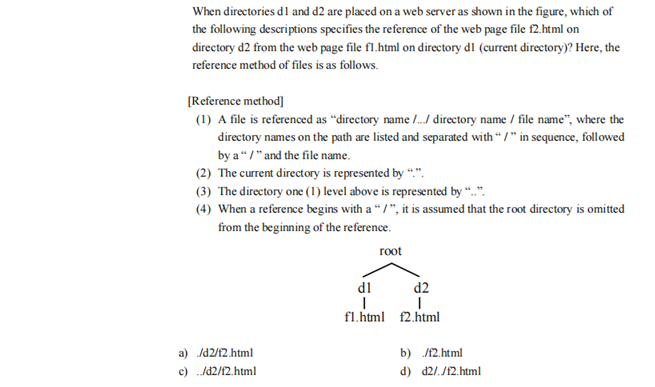 When directories d1 and d2 are placed on a web server as shown in the figure, which of
the following descriptions specifies the reference of the web page file f2.html on
directory d2 from the web page file f1.html on directory d1 (current directory)? Here, the
reference method of files is as follows.
[Reference method]
(1) A file is referenced as “directory name /.../ directory name / file name”, where the
directory names on the path are listed and separated with “ / ” in sequence, followed
by a “ / ” and the file name.
(2) The current directory is represented by “.”.
(3) The directory one (1) level above is represented by “..”.
(4) When a reference begins with a “ / ”, it is assumed that the root directory is omitted
from the beginning of the reference.
root
d1 d2
f1.html f2.html
a) ./d2/f2.html b) ./f2.html
c) ../d2/f2.html d) d2/../f2.html